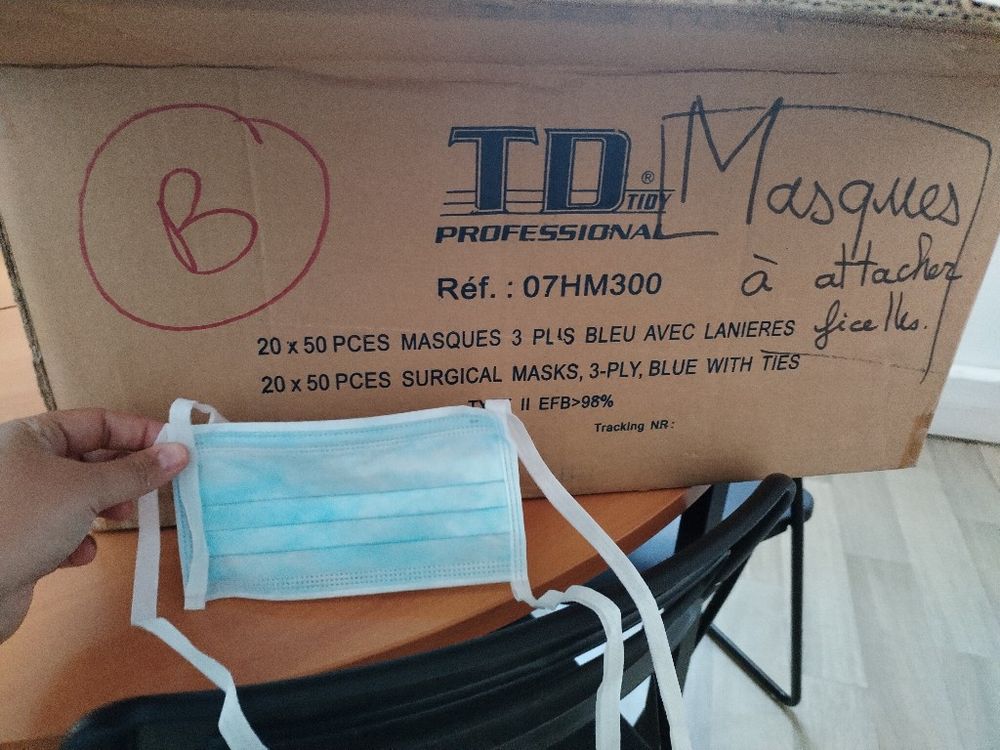 B
TD
®
TIDY
PROFESSIONAL
Masques
à attacher
ficelles.
Réf. : 07HM300
20 x 50 PCES MASQUES 3 PLIS BLEU AVEC LANIERES
20 x 50 PCES SURGICAL MASKS, 3-PLY, BLUE WITH TIES
TYPE II EFB>98%
Tracking NR :